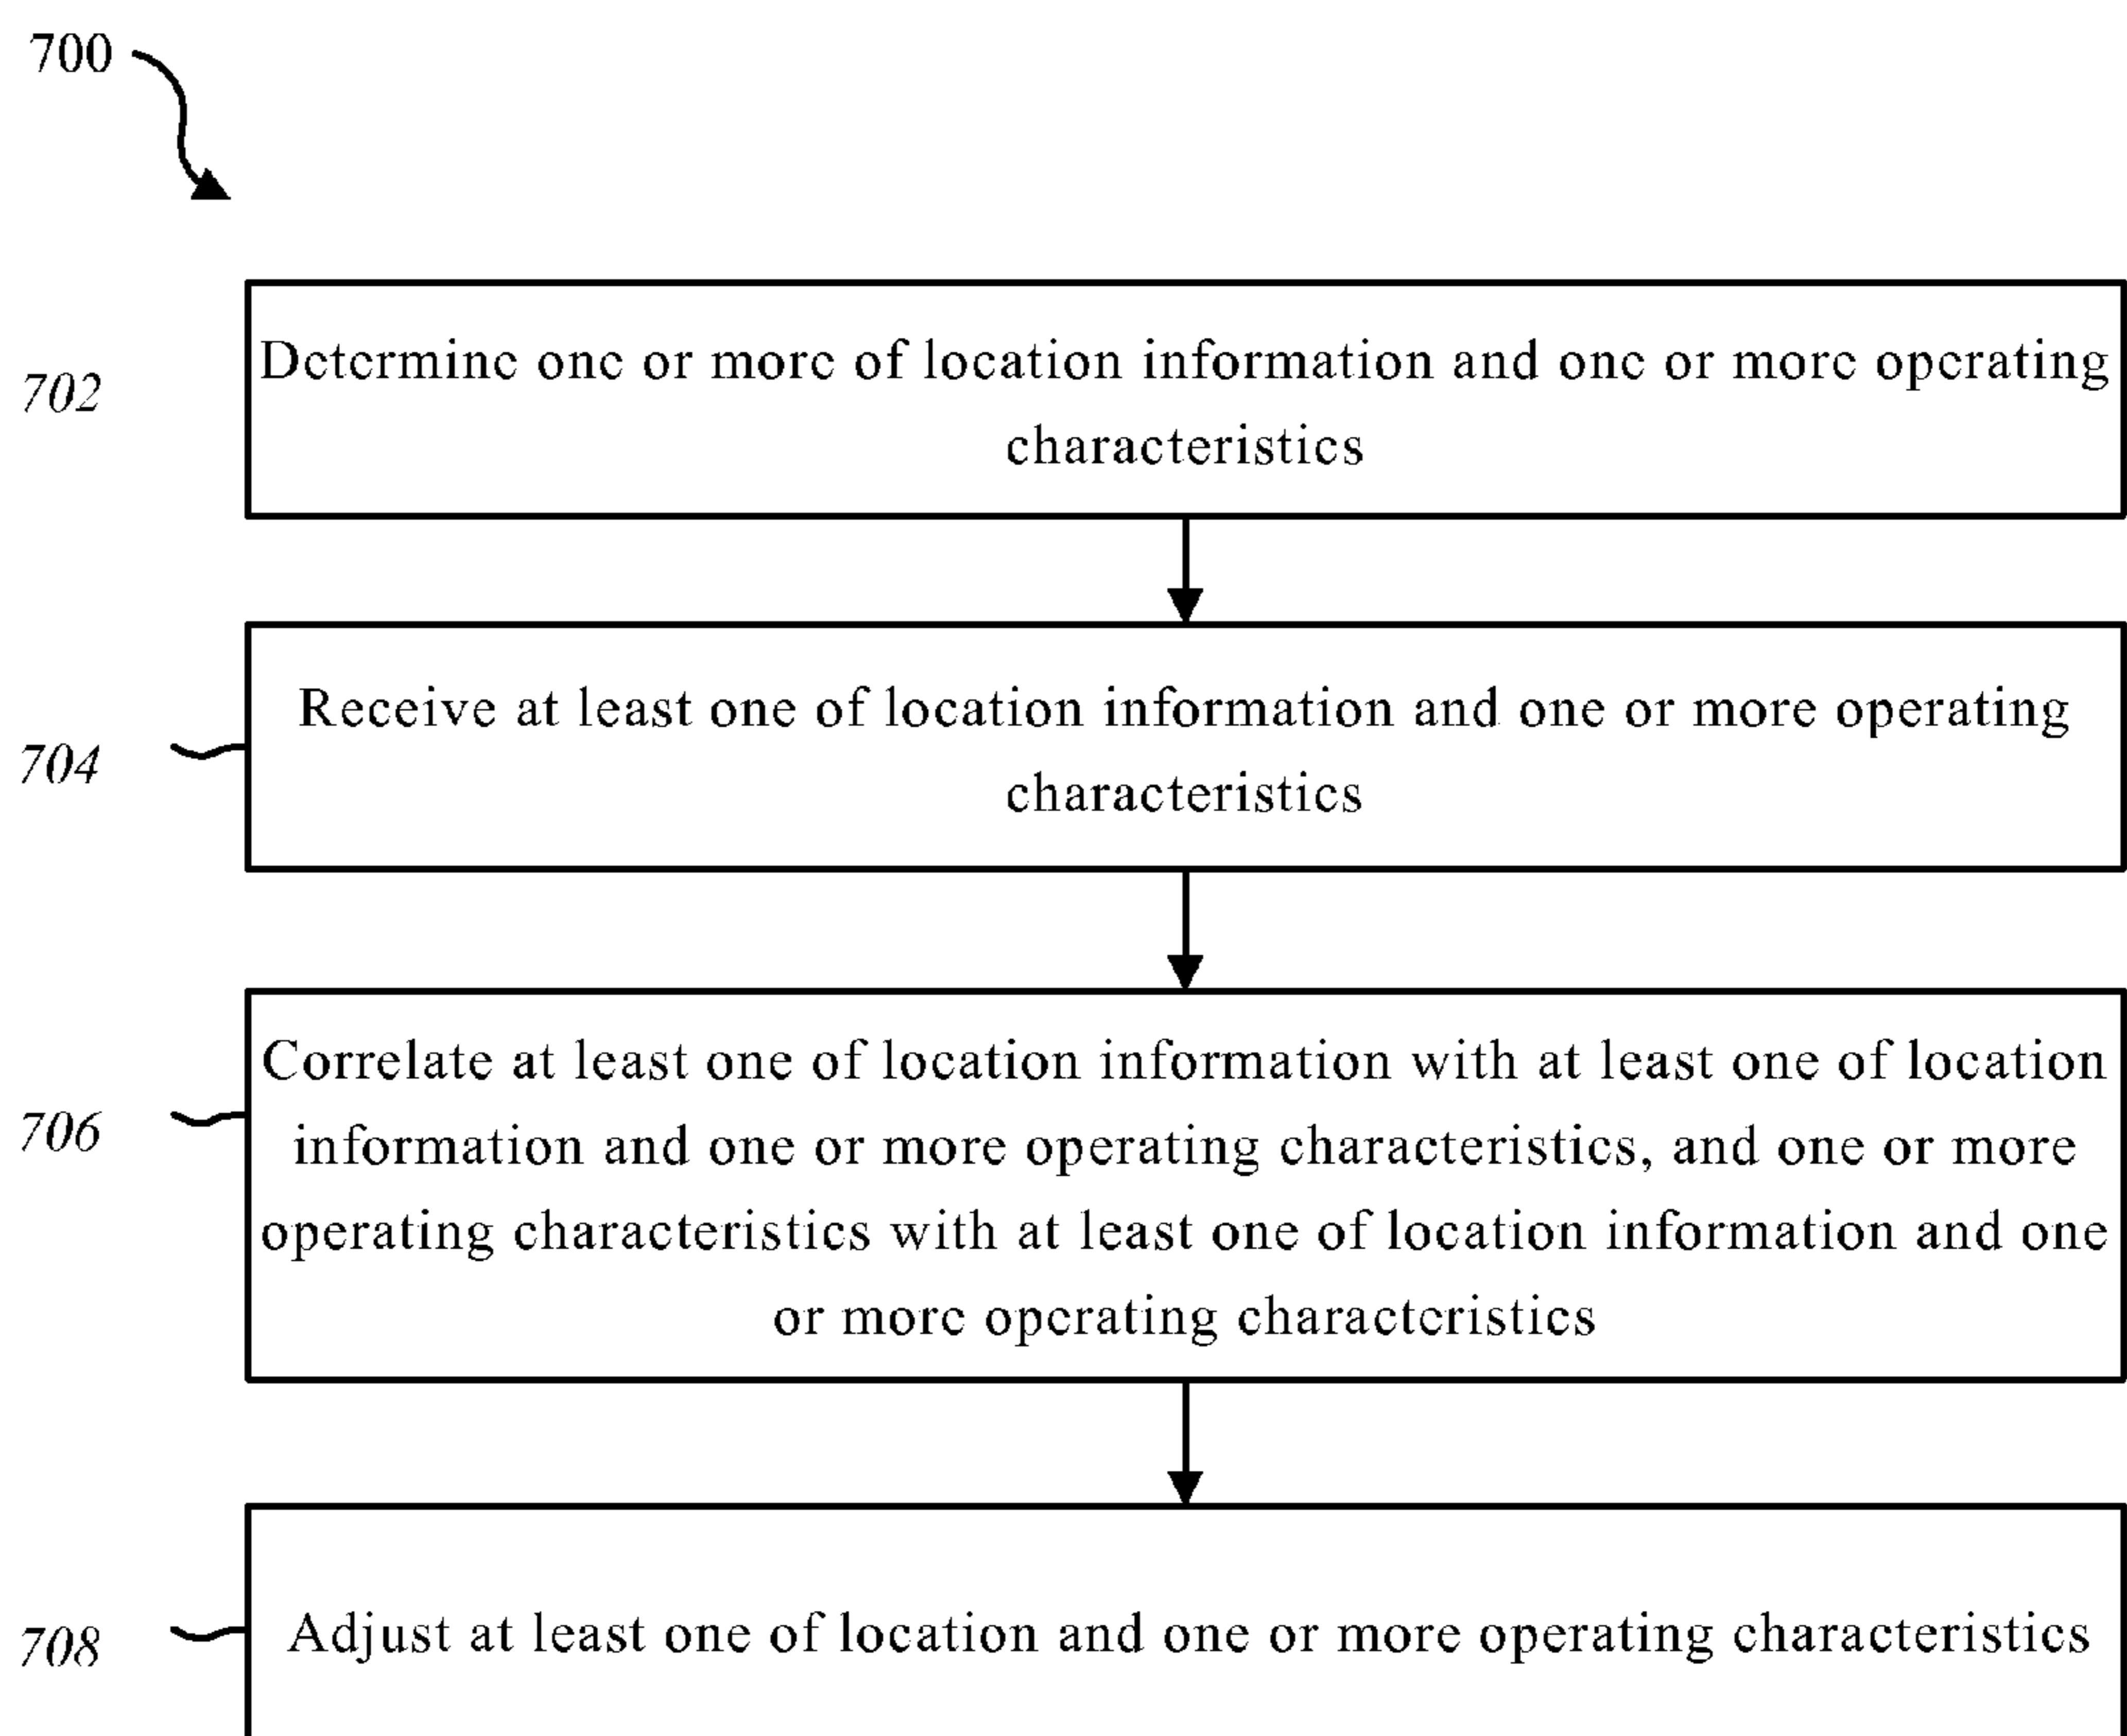 700
702
Determine one or more of location information and one or more operating
characteristics
704
Receive at least one of location information and one or more operating
characteristics
706
Correlate at least one of location information with at least one of location
information and one or more operating characteristics, and one or more
operating characteristics with at least one of location information and one
or more operating characteristics
708
Adjust at least one of location and one or more operating characteristics